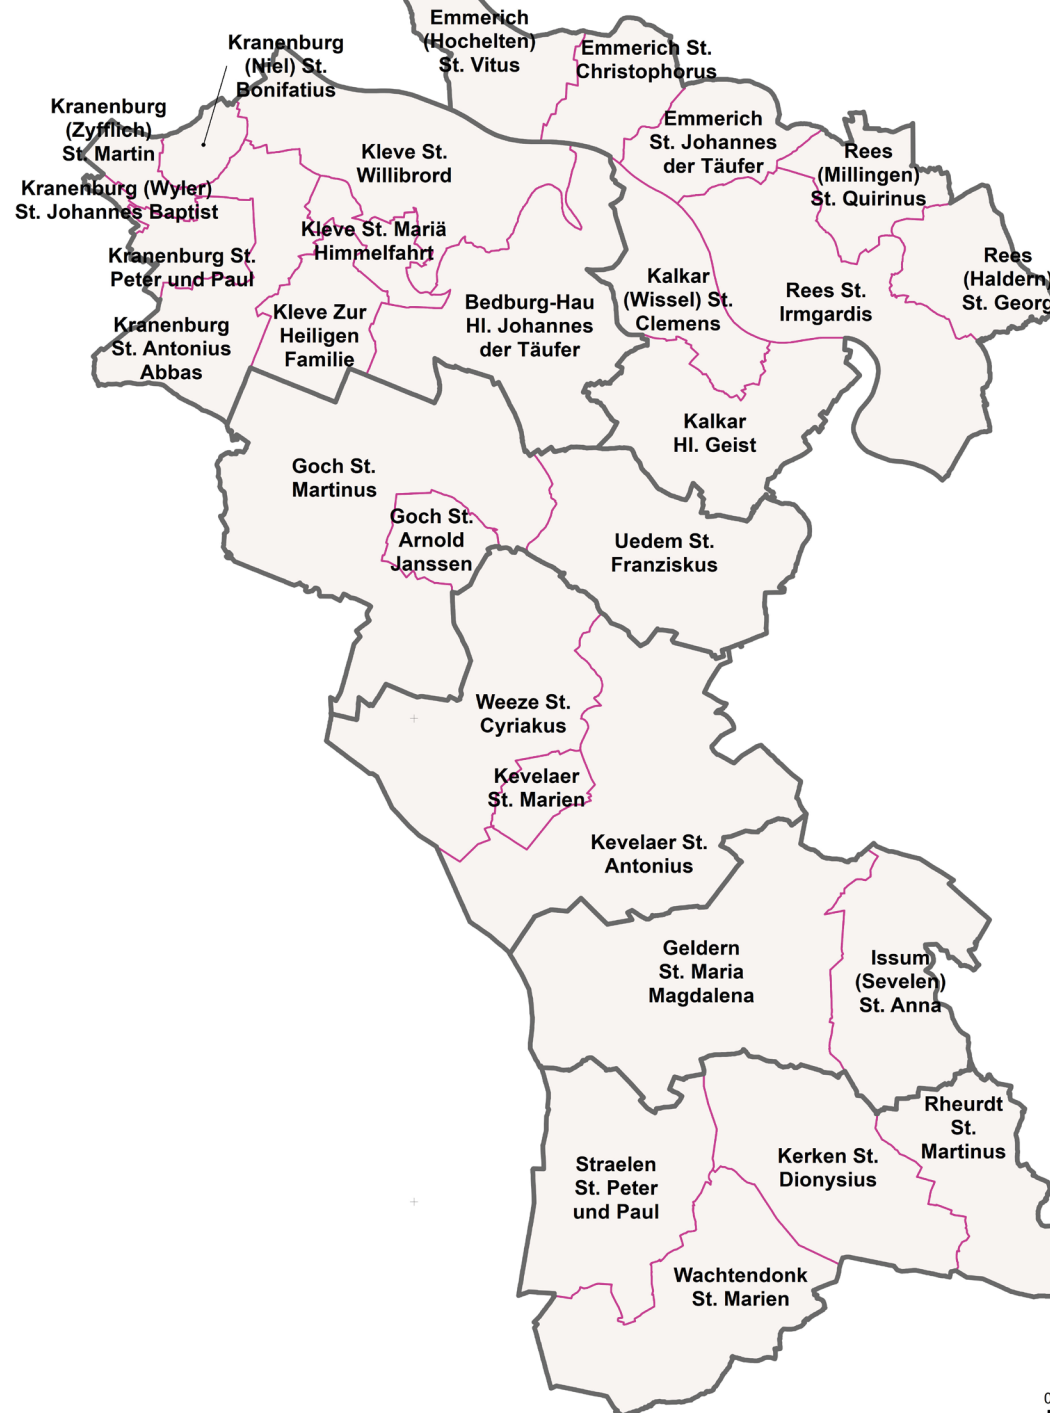 Emmerich
(Hochelten)
St. Vitus
Emmerich St.
Christophorus
Kranenburg
(Niel) St.
Bonifatius
Kranenburg
(Zyfflich)
St. Martin
Emmerich
St. Johannes
der Täufer
Kleve St.
Willibrord
Rees
(Millingen)
St. Quirinus
Kranenburg (Wyler)
St. Johannes Baptist
Kleve St. Mariä
Himmelfahrt
Kranenburg St.
Peter und Paul
Rees
(Haldern)
St. Georg
Kalkar
(Wissel) St.
Clemens
Rees St.
Irmgardis
Bedburg-Hau
Hl. Johannes
der Täufer
Kleve Zur
Heiligen
Familie
Kranenburg
St. Antonius
Abbas
Kalkar
Hl. Geist
Goch St.
Martinus
Goch St.
Arnold
Janssen
Uedem St.
Franziskus
Weeze St.
Cyriakus
Kevelaer
St. Marien
Kevelaer St.
Antonius
Geldern
St. Maria
Magdalena
Issum
(Sevelen)
St. Anna
Rheurdt
St.
Martinus
Kerken St.
Dionysius
Straelen
St. Peter
und Paul
Wachtendonk
St. Marien
0